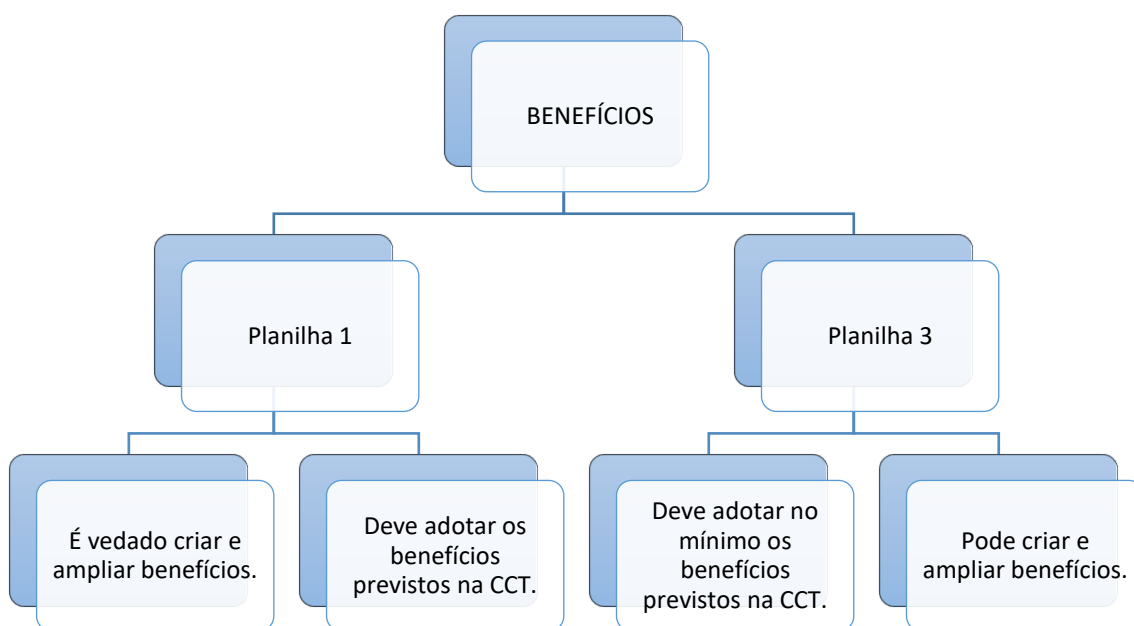 BENEFÍCIOS
Planilha 1
Planilha 3
É vedado criar e
ampliar benefícios.
Deve adotar os
benefícios
previstos na CCT.
Deve adotar no
mínimo os
benefícios
previstos na CCT.
Pode criar e
ampliar benefícios.